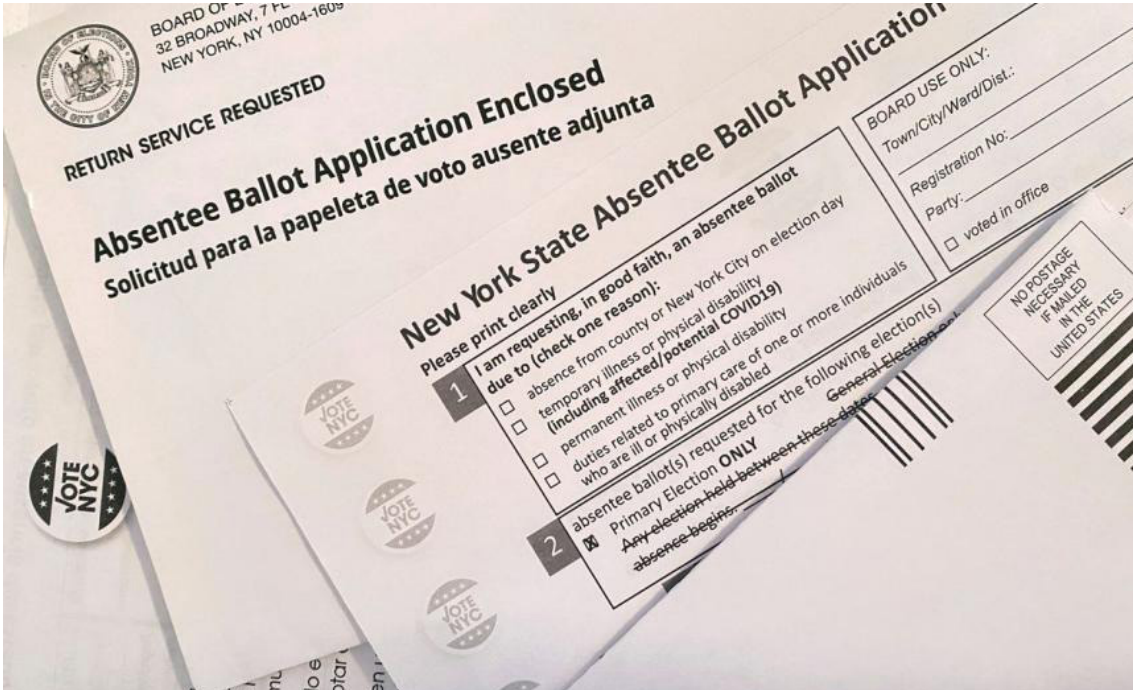 BOARD OF
32 BROADWAY, 7
NEW YORK, NY 10004-1609
RETURN SERVICE REQUESTED
Absentee Ballot Application Enclosed
Solicitud para la papeleta de voto ausente adjunta
New York State Absentee Ballot Application
Please print clearly
1
I am requesting, in good faith, an absentee ballot
due to (check one reason):
absence from county or New York City on election day
temporary illness or physical disability
(including affected/potential COVID19)
permanent illness or physical disability
duties related to primary care of one or more individuals
who are ill or physically disabled
2
absentee ballot(s) requested for the following election(s)
Primary Election ONLY
General Election
Any election held between these dates
absence begins:
BOARD USE ONLY:
Town/City/Ward/Dist.:
Registration No:
Party:
voted in office
NO POSTAGE
NECESSARY
IF MAILED
IN THE
UNITED STATES
VOTE
NYC
VOTE
NYC
VOTE
NYC
VOTE
NYC